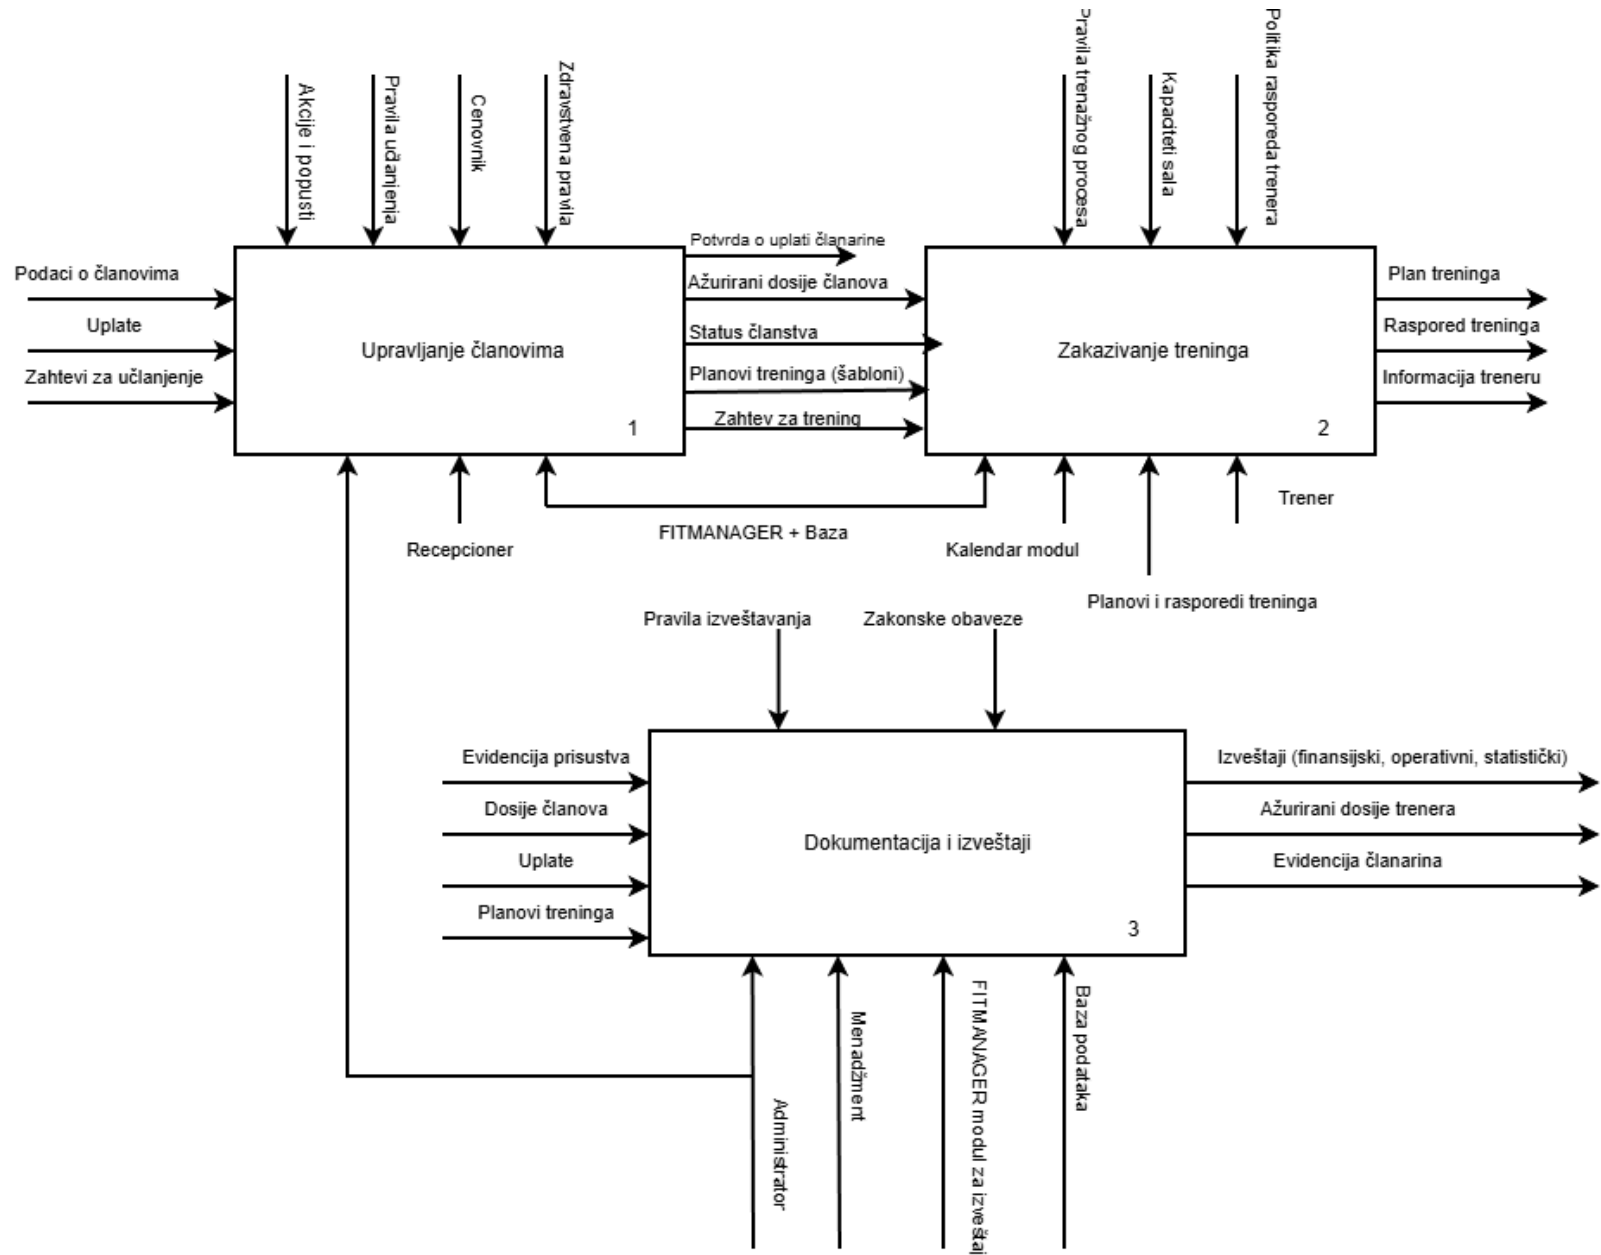 Akcije i popusti
Pravila učlanjenja
Cenovnik
Zdravstvena pravila
Pravila trenažnog procesa
Kapaciteti sala
Politika rasporeda trenera
Podaci o članovima
Uplate
Zahtevi za učlanjenje
Upravljanje članovima
1
Potvrda o uplati članarine
Ažurirani dosije članova
Status članstva
Planovi treninga (šabloni)
Zahtev za trening
Zakazivanje treninga
2
Plan treninga
Raspored treninga
Informacija treneru
Recepcioner
FITMANAGER + Baza
Kalendar modul
Trener
Planovi i rasporedi treninga
Pravila izveštavanja
Zakonske obaveze
Evidencija prisustva
Dosije članova
Uplate
Planovi treninga
Dokumentacija i izveštaji
3
Izveštaji (finansijski, operativni, statistički)
Ažurirani dosije trenera
Evidencija članarina
Administrator
Menadžment
FITMANAGER modul za izveštaj
Baza podataka